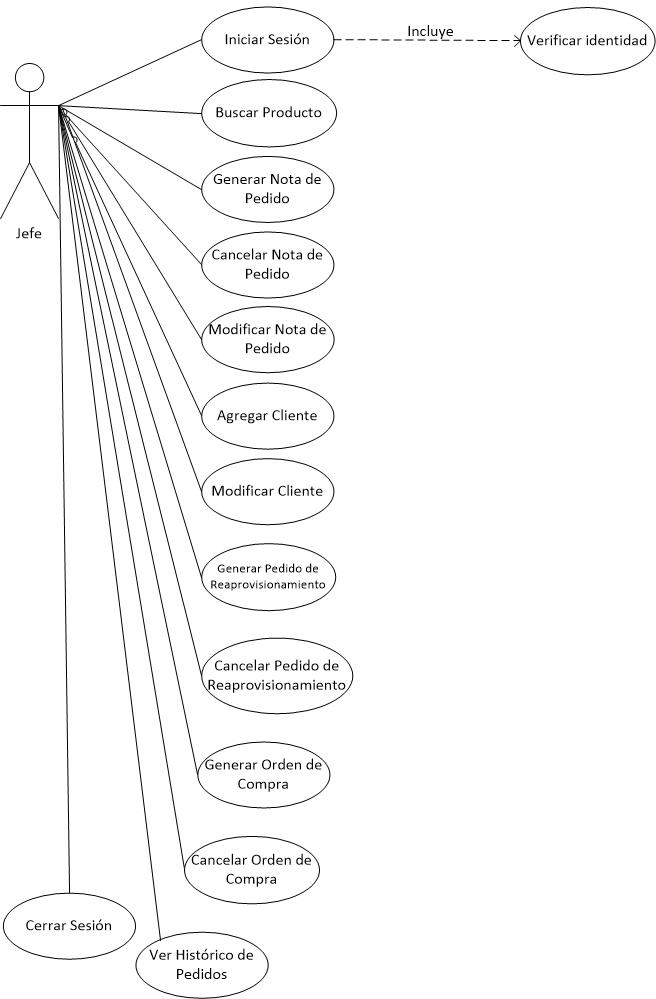 Iniciar Sesión
Incluye
Verificar identidad
Buscar Producto
Generar Nota de
Pedido
Jefe
Cancelar Nota de
Pedido
Modificar Nota de
Pedido
Agregar Cliente
Modificar Cliente
Generar Pedido de
Reaprovisionamiento
Cancelar Pedido de
Reaprovisionamiento
Generar Orden de
Compra
Cancelar Orden de
Compra
Cerrar Sesión
Ver Histórico de
Pedidos